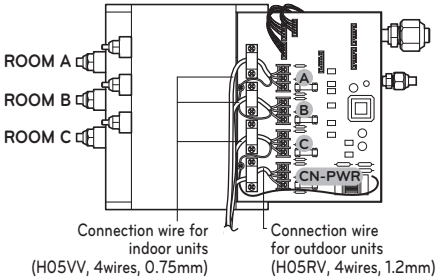 ROOM A
ROOM B
ROOM C
A
B
C
CN-PWR
Connection wire for
indoor units
(H05VV, 4wires, 0.75mm)
Connection wire
for outdoor units
(H05RV, 4wires, 1.2mm)